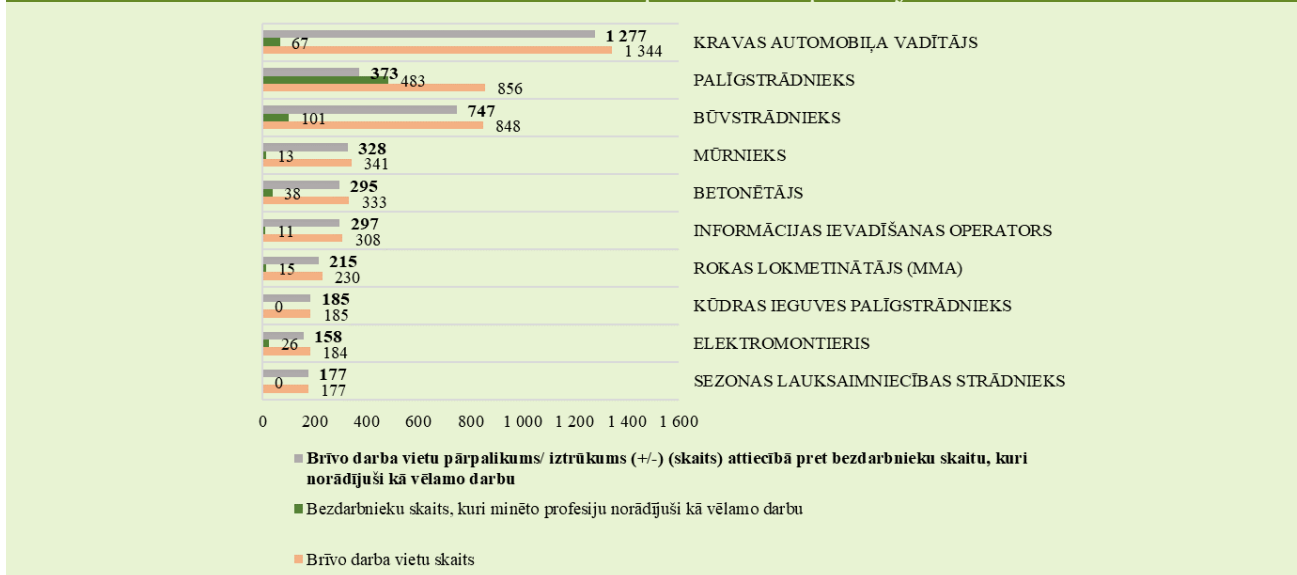 1 277
67
1 344
KRAVAS AUTOMOBIĻA VADĪTĀJS
373
483
856
PALĪGSTRĀDNIEKS
747
101
848
BŪVSTRĀDNIEKS
328
13
341
MŪRNIEKS
295
38
333
BETONĒTĀJS
297
11
308
INFORMĀCIJAS IEVADĪŠANAS OPERATORS
215
15
230
ROKAS LOKMETINĀTĀJS (MMA)
185
0
185
KŪDRAS IEGUVES PALĪGSTRĀDNIEKS
158
26
184
ELEKTROMONTIERIS
177
0
177
SEZONAS LAUKSAIMNIECĪBAS STRĀDNIEKS
0 200 400 600 800 1 000 1 200 1 400 1 600
Brīvo darba vietu pārpalikums/ iztrūkums (+/-) (skaits) attiecībā pret bezdarbnieku skaitu, kuri
norādījuši kā vēlamo darbu
Bezdarbnieku skaits, kuri minēto profesiju norādījuši kā vēlamo darbu
Brīvo darba vietu skaits